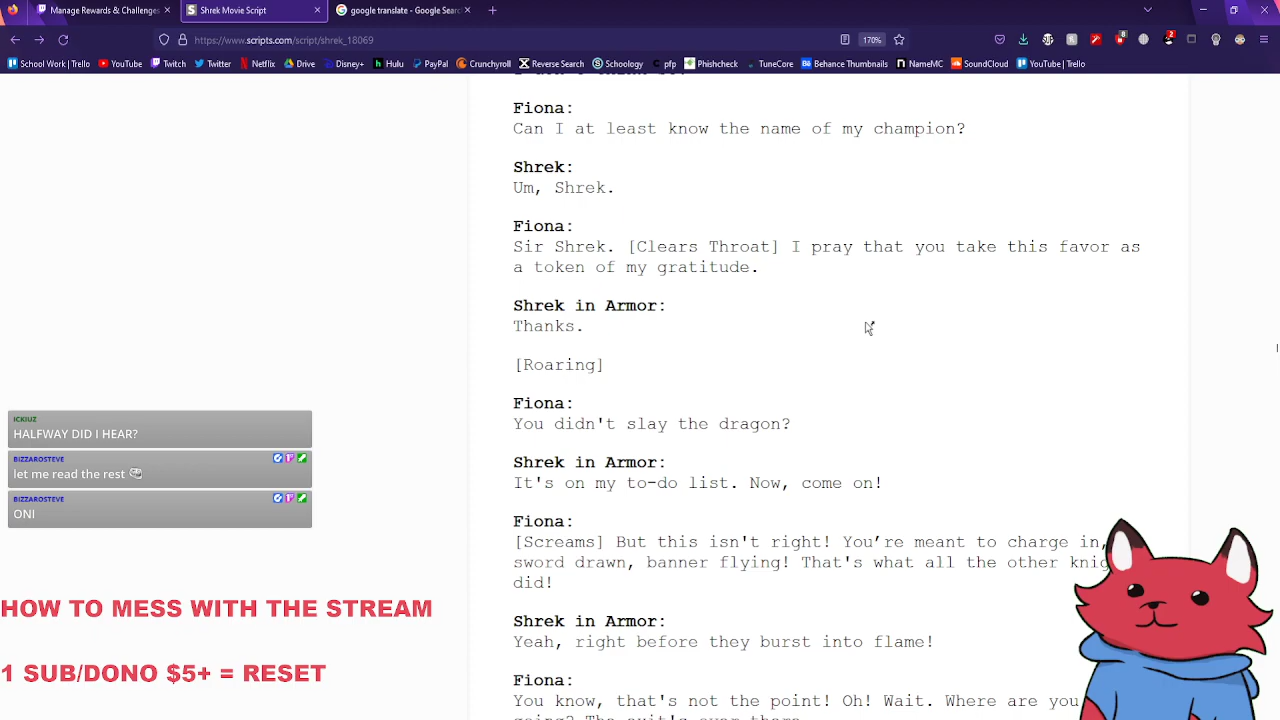 Manage Rewards & Challenges
Shrek Movie Script
google translate - Google Sear
https://www.scripts.com/script/shrek_18069
170%
School Work | Trello
YouTube
Twitch
Twitter
Netflix
Drive
Disney+
Hulu
PayPal
Crunchyroll
Reverse Search
Schoology
pfp
Phishcheck
TuneCore
Behance Thumbnails
NameMC
SoundCloud
YouTube | Trello
Fiona:
Can I at least know the name of my champion?
Shrek:
Um, Shrek.
Fiona:
Sir Shrek. [Clears Throat] I pray that you take this favor as
a token of my gratitude.
Shrek in Armor:
Thanks.
[Roaring]
Fiona:
You didn't slay the dragon?
Shrek in Armor:
It's on my to-do list. Now, come on!
Fiona:
[Screams] But this isn't right! You’re meant to charge in,
sword drawn, banner flying! That's what all the other knig
did!
Shrek in Armor:
Yeah, right before they burst into flame!
Fiona:
You know, that's not the point! Oh! Wait. Where are you
ICKIUZ
HALFWAY DID I HEAR?
BIZZAROSTEVE
let me read the rest
BIZZAROSTEVE
ONI
HOW TO MESS WITH THE STREAM
1 SUB/DONO $5+ = RESET